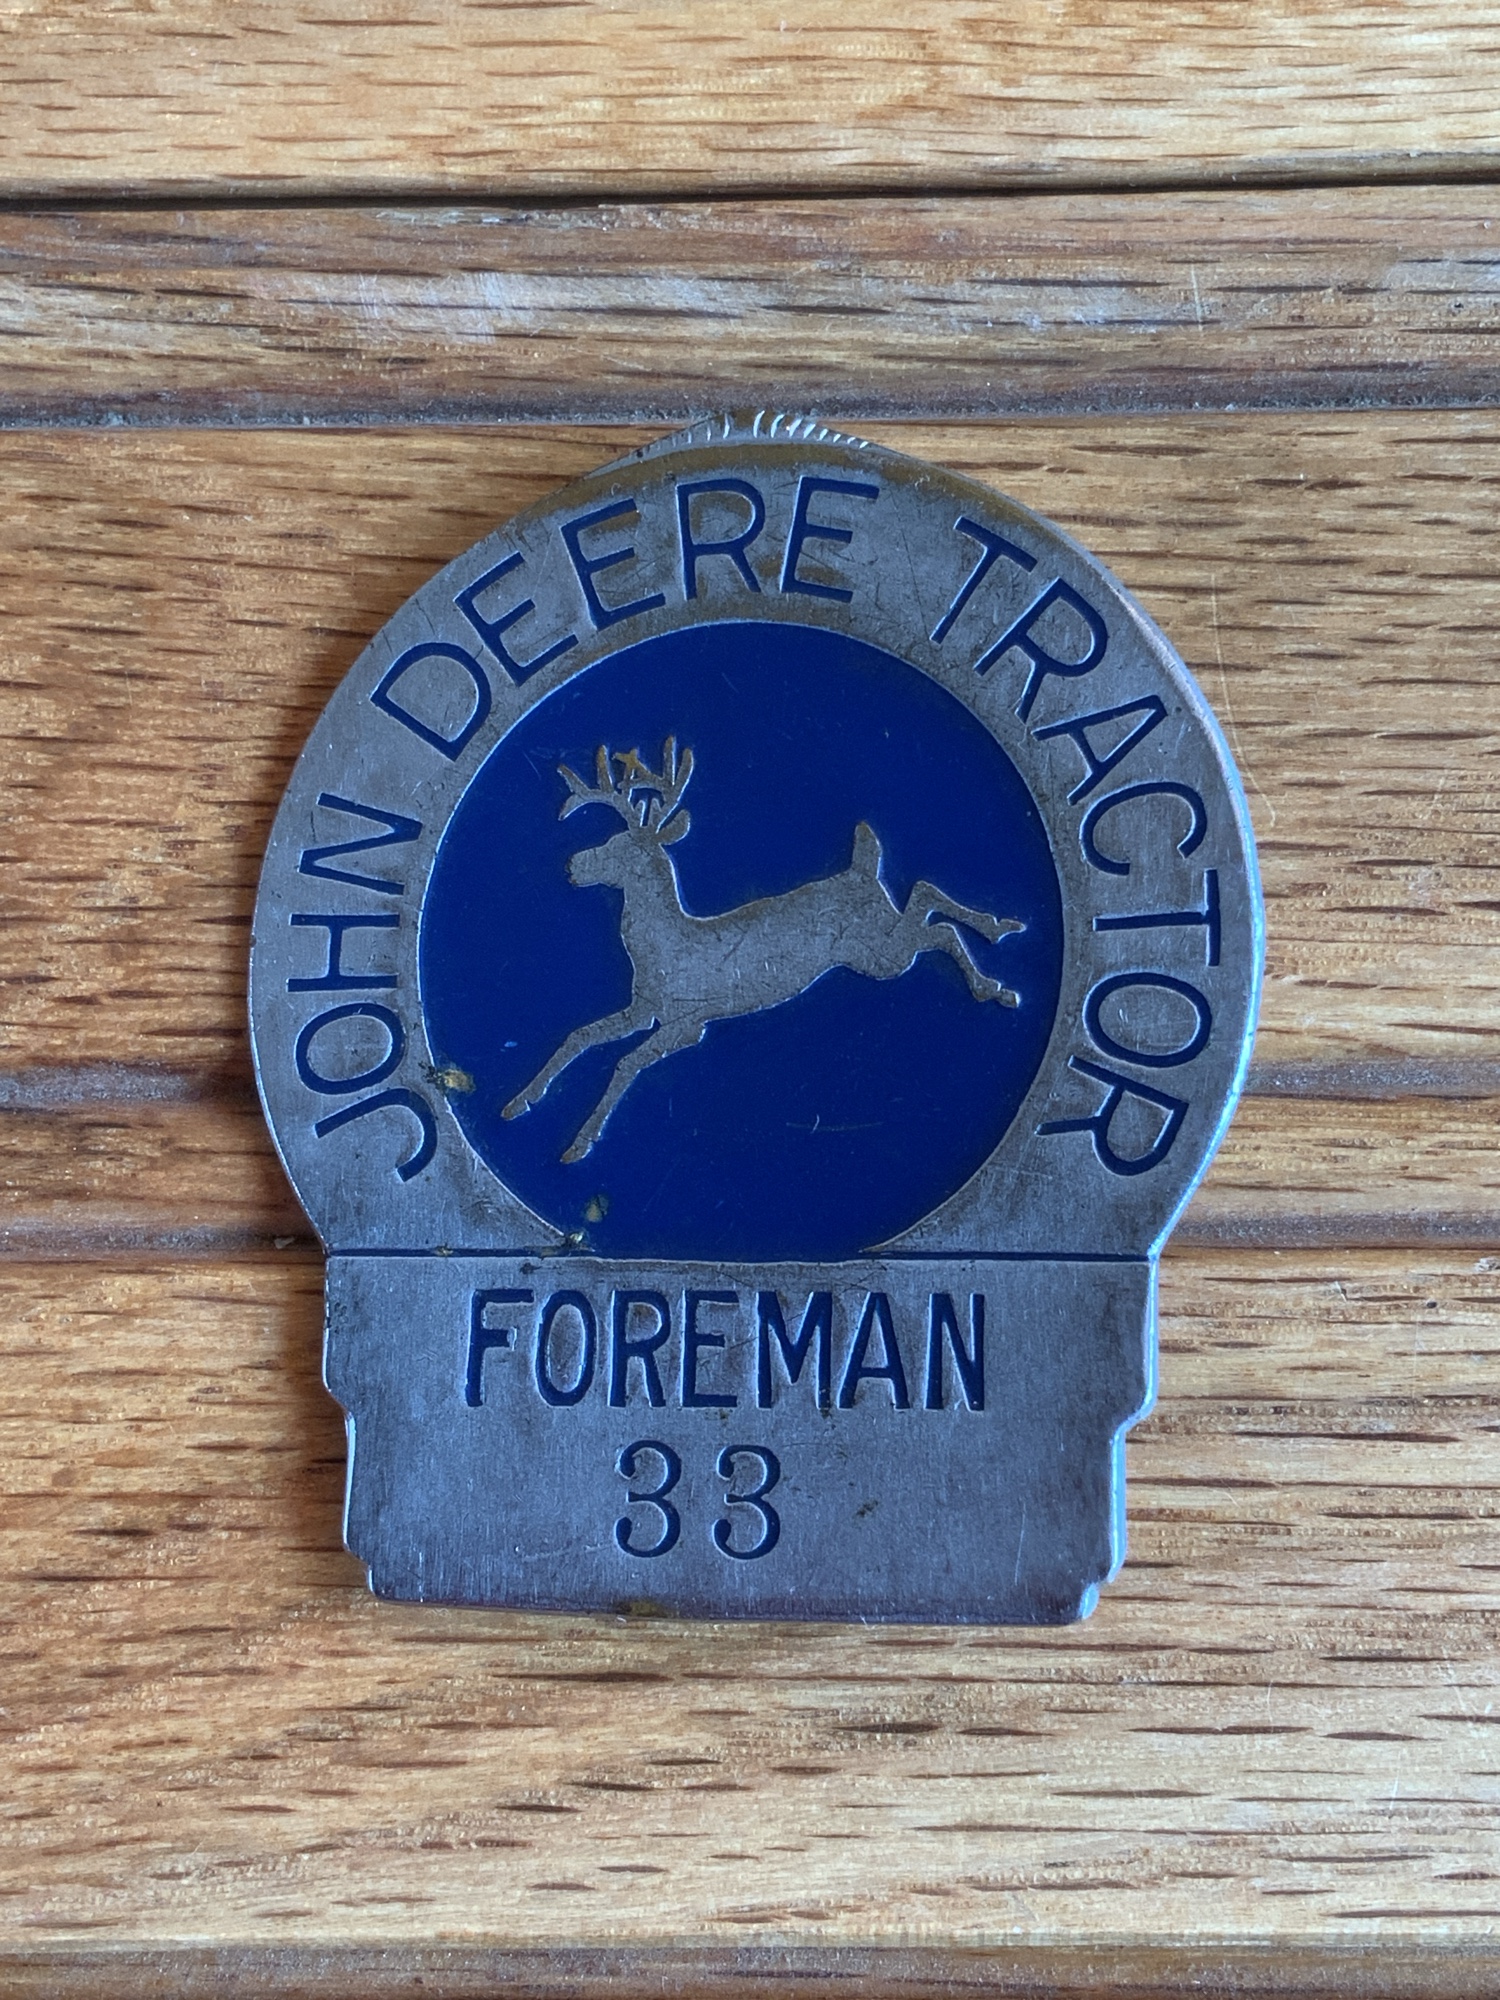 JOHN DEERE TRACTOR
FOREMAN
33